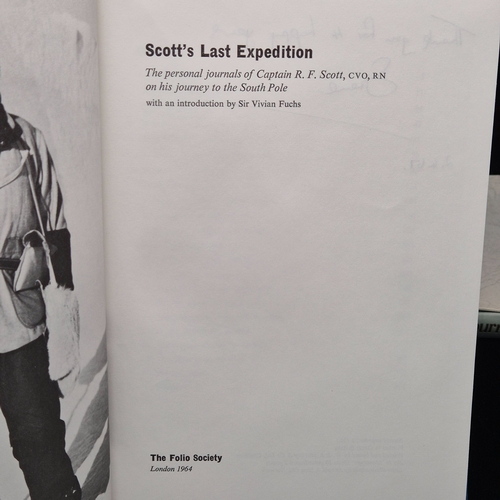 Scott's Last Expedition
The personal journals of Captain R. F. Scott, CVO, RN
on his journey to the South Pole
with an introduction by Sir Vivian Fuchs
The Folio Society
London 1964